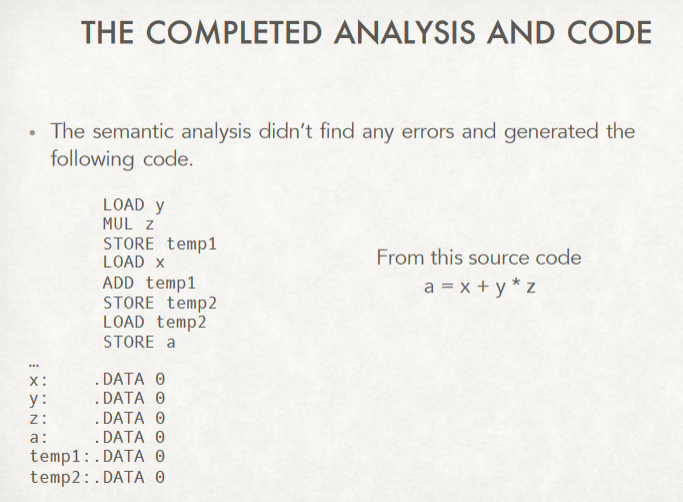 THE COMPLETED ANALYSIS AND CODE
• The semantic analysis didn't find any errors and generated the
following code.
LOAD y
MUL z
STORE temp1
LOAD x
ADD temp1
STORE temp2
LOAD temp2
STORE a
From this source code
a = x + y * z
...
x: .DATA 0
y: .DATA 0
z: .DATA 0
a: .DATA 0
temp1:.DATA 0
temp2:.DATA 0